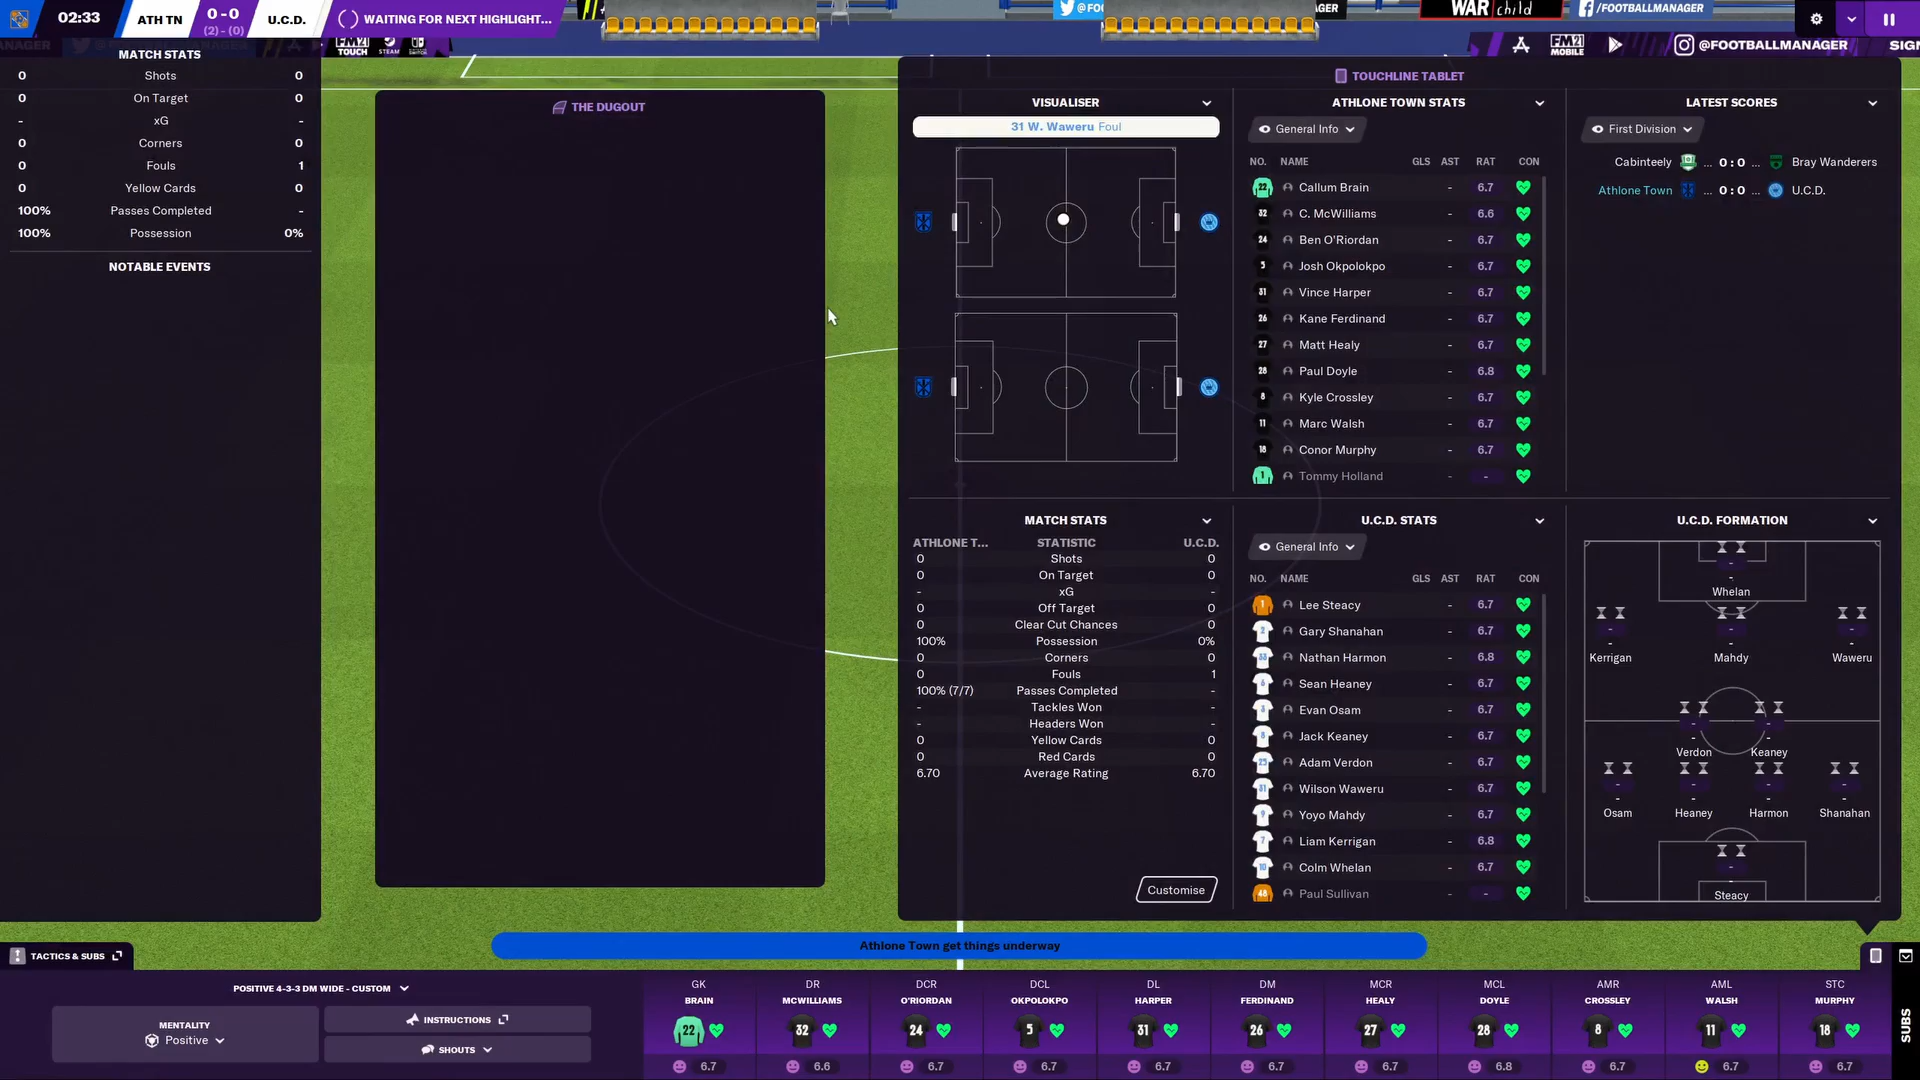 02:33 ATH TN 0-0 (2) - (0) U.C.D. WAITING FOR NEXT HIGHLIGHT...
WAR child
/FOOTBALLMANAGER
FM21 TOUCH STEAM
FM21 MOBILE
@FOOTBALLMANAGER
MATCH STATS
0 Shots 0
0 On Target 0
- xG -
0 Corners 0
0 Fouls 1
0 Yellow Cards 0
100% Passes Completed -
100% Possession 0%
NOTABLE EVENTS
THE DUGOUT
TOUCHLINE TABLET
VISUALISER
31 W. Waweru Foul
ATHLONE TOWN STATS
General Info
NO. NAME GLS AST RAT CON
22 Callum Brain - 6.7
32 C. McWilliams - 6.6
24 Ben O'Riordan - 6.7
5 Josh Okpolokpo - 6.7
31 Vince Harper - 6.7
26 Kane Ferdinand - 6.7
27 Matt Healy - 6.7
28 Paul Doyle - 6.8
8 Kyle Crossley - 6.7
11 Marc Walsh - 6.7
18 Conor Murphy - 6.7
1 Tommy Holland - -
LATEST SCORES
First Division
Cabinteely ... 0 : 0 ... Bray Wanderers
Athlone Town ... 0 : 0 ... U.C.D.
MATCH STATS
ATHLONE T... STATISTIC U.C.D.
0 Shots 0
0 On Target 0
- xG -
0 Off Target 0
0 Clear Cut Chances 0
100% Possession 0%
0 Corners 0
0 Fouls 1
100% (7/7) Passes Completed -
- Tackles Won -
- Headers Won -
0 Yellow Cards 0
0 Red Cards 0
6.70 Average Rating 6.70
Customise
U.C.D. STATS
General Info
NO. NAME GLS AST RAT CON
1 Lee Steacy - 6.7
2 Gary Shanahan - 6.7
Nathan Harmon - 6.8
Sean Heaney - 6.7
3 Evan Osam - 6.7
8 Jack Keaney - 6.7
Adam Verdon - 6.7
31 Wilson Waweru - 6.7
9 Yoyo Mahdy - 6.7
7 Liam Kerrigan - 6.8
10 Colm Whelan - 6.7
Paul Sullivan - -
U.C.D. FORMATION
-
-
Whelan
- - -
- - -
Kerrigan Mahdy Waweru
- -
- -
Verdon Keaney
- - - -
- - - -
Osam Heaney Harmon Shanahan
-
-
Steacy
Athlone Town get things underway
TACTICS & SUBS
POSITIVE 4-3-3 DM WIDE - CUSTOM
MENTALITY
Positive
INSTRUCTIONS
SHOUTS
GK DR DCR DCL DL DM MCR MCL AMR AML STC
BRAIN MCWILLIAMS O'RIORDAN OKPOLOKPO HARPER FERDINAND HEALY DOYLE CROSSLEY WALSH MURPHY
22 32 24 5 31 26 27 28 8 11 18
6.7 6.6 6.7 6.7 6.7 6.7 6.7 6.8 6.7 6.7 6.7
SUBS